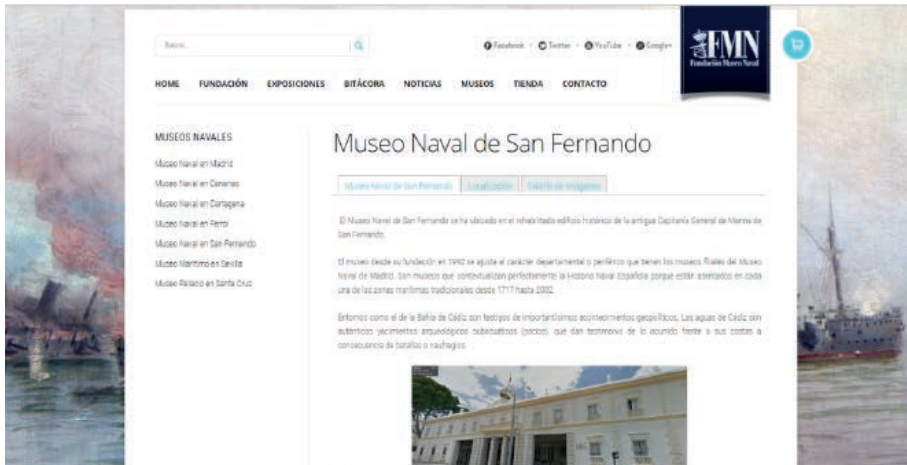 Buscar...
Facebook · Twitter · YouTube · Google+
FMN
Fundación Museo Naval
HOME FUNDACIÓN EXPOSICIONES BITÁCORA NOTICIAS MUSEOS TIENDA CONTACTO
MUSEOS NAVALES
Museo Naval en Madrid
Museo Naval en Canarias
Museo Naval en Cartagena
Museo Naval en Ferrol
Museo Naval en San Fernando
Museo Marítimo en Sevilla
Museo Palacio en Santa Cruz
Museo Naval de San Fernando
Museo Naval de San Fernando Localización Galería de imágenes
El Museo Naval de San Fernando se ha ubicado en el rehabilitado edificio histórico de la antigua Capitanía General de Marina de
San Fernando.
El museo desde su fundación en 1992 se ajusta al carácter departamental o periférico que tienen los museos filiales del Museo
Naval de Madrid. Son museos que contextualizan perfectamente la Historia Naval Española porque están asentados en cada
una de las zonas marítimas tradicionales desde 1717 hasta 2002.
Entornos como el de la Bahía de Cádiz son testigos de importantísimos acontecimientos geopolíticos. Las aguas de Cádiz son
auténticos yacimientos arqueológicos subacuáticos (pecios), que dan testimonio de lo ocurrido frente a sus costas a
consecuencia de batallas o naufragios.